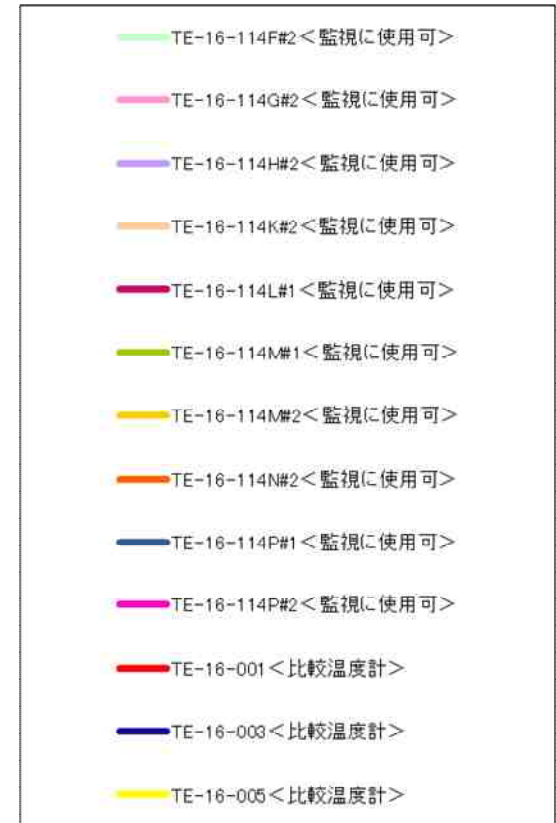 TE-16-114F#2<監視に使用可>
TE-16-114G#2<監視に使用可>
TE-16-114H#2<監視に使用可>
TE-16-114K#2<監視に使用可>
TE-16-114L#1<監視に使用可>
TE-16-114M#1<監視に使用可>
TE-16-114M#2<監視に使用可>
TE-16-114N#2<監視に使用可>
TE-16-114P#1<監視に使用可>
TE-16-114P#2<監視に使用可>
TE-16-001<比較温度計>
TE-16-003<比較温度計>
TE-16-005<比較温度計>